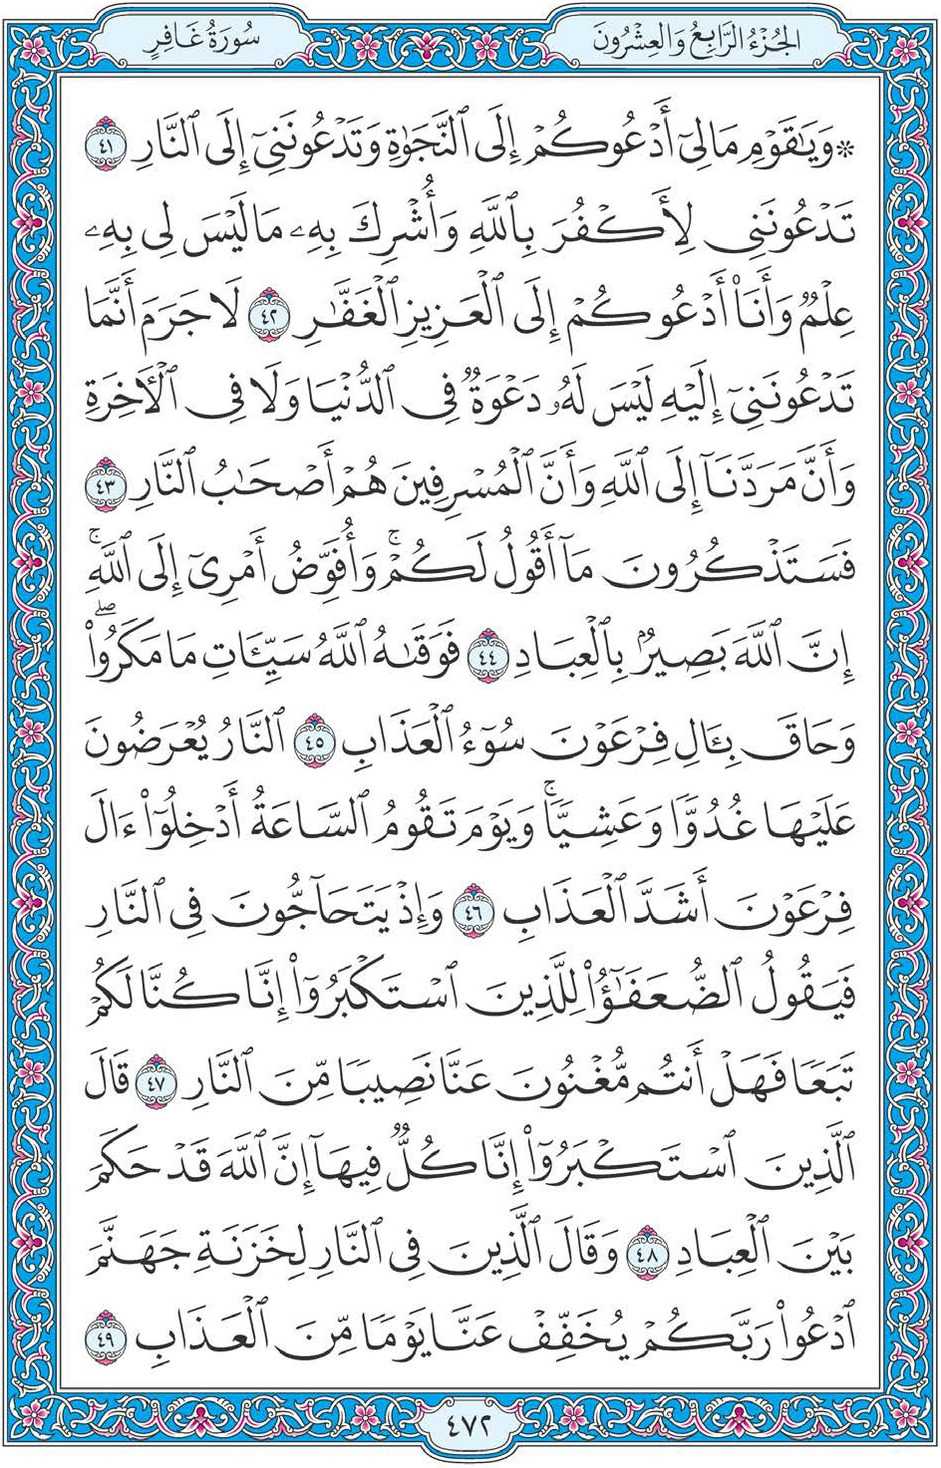 الجُزْءُ الرَّابِعُ وَالعِشْرُونَ
سُورَةُ غَافِرٍ
۞ وَيَٰقَوْمِ مَا لِيٓ أَدْعُوكُمْ إِلَى ٱلنَّجَوٰةِ وَتَدْعُونَنِيٓ إِلَى ٱلنَّارِ ٤١
تَدْعُونَنِي لِأَكْفُرَ بِٱللَّهِ وَأُشْرِكَ بِهِۦ مَا لَيْسَ لِي بِهِۦ
عِلْمٌ وَأَنَا۠ أَدْعُوكُمْ إِلَى ٱلْعَزِيزِ ٱلْغَفَّٰرِ ٤٢ لَا جَرَمَ أَنَّمَا
تَدْعُونَنِيٓ إِلَيْهِ لَيْسَ لَهُۥ دَعْوَةٌ فِي ٱلدُّنْيَا وَلَا فِي ٱلْأٓخِرَةِ
وَأَنَّ مَرَدَّنَآ إِلَى ٱللَّهِ وَأَنَّ ٱلْمُسْرِفِينَ هُمْ أَصْحَٰبُ ٱلنَّارِ ٤٣
فَسَتَذْكُرُونَ مَآ أَقُولُ لَكُمْۚ وَأُفَوِّضُ أَمْرِيٓ إِلَى ٱللَّهِۚ
إِنَّ ٱللَّهَ بَصِيرٌۢ بِٱلْعِبَادِ ٤٤ فَوَقَىٰهُ ٱللَّهُ سَيِّـَٔاتِ مَا مَكَرُوا۟ۖ
وَحَاقَ بِـَٔالِ فِرْعَوْنَ سُوٓءُ ٱلْعَذَابِ ٤٥ ٱلنَّارُ يُعْرَضُونَ
عَلَيْهَا غُدُوًّا وَعَشِيًّاۚ وَيَوْمَ تَقُومُ ٱلسَّاعَةُ أَدْخِلُوٓا۟ ءَالَ
فِرْعَوْنَ أَشَدَّ ٱلْعَذَابِ ٤٦ وَإِذْ يَتَحَآجُّونَ فِي ٱلنَّارِ
فَيَقُولُ ٱلضُّعَفَٰٓؤُا۟ لِلَّذِينَ ٱسْتَكْبَرُوٓا۟ إِنَّا كُنَّا لَكُمْ
تَبَعًا فَهَلْ أَنتُم مُّغْنُونَ عَنَّا نَصِيبًا مِّنَ ٱلنَّارِ ٤٧ قَالَ
ٱلَّذِينَ ٱسْتَكْبَرُوٓا۟ إِنَّا كُلٌّ فِيهَآ إِنَّ ٱللَّهَ قَدْ حَكَمَ
بَيْنَ ٱلْعِبَادِ ٤٨ وَقَالَ ٱلَّذِينَ فِي ٱلنَّارِ لِخَزَنَةِ جَهَنَّمَ
ٱدْعُوا۟ رَبَّكُمْ يُخَفِّفْ عَنَّا يَوْمًا مِّنَ ٱلْعَذَابِ ٤٩
٤٧٢